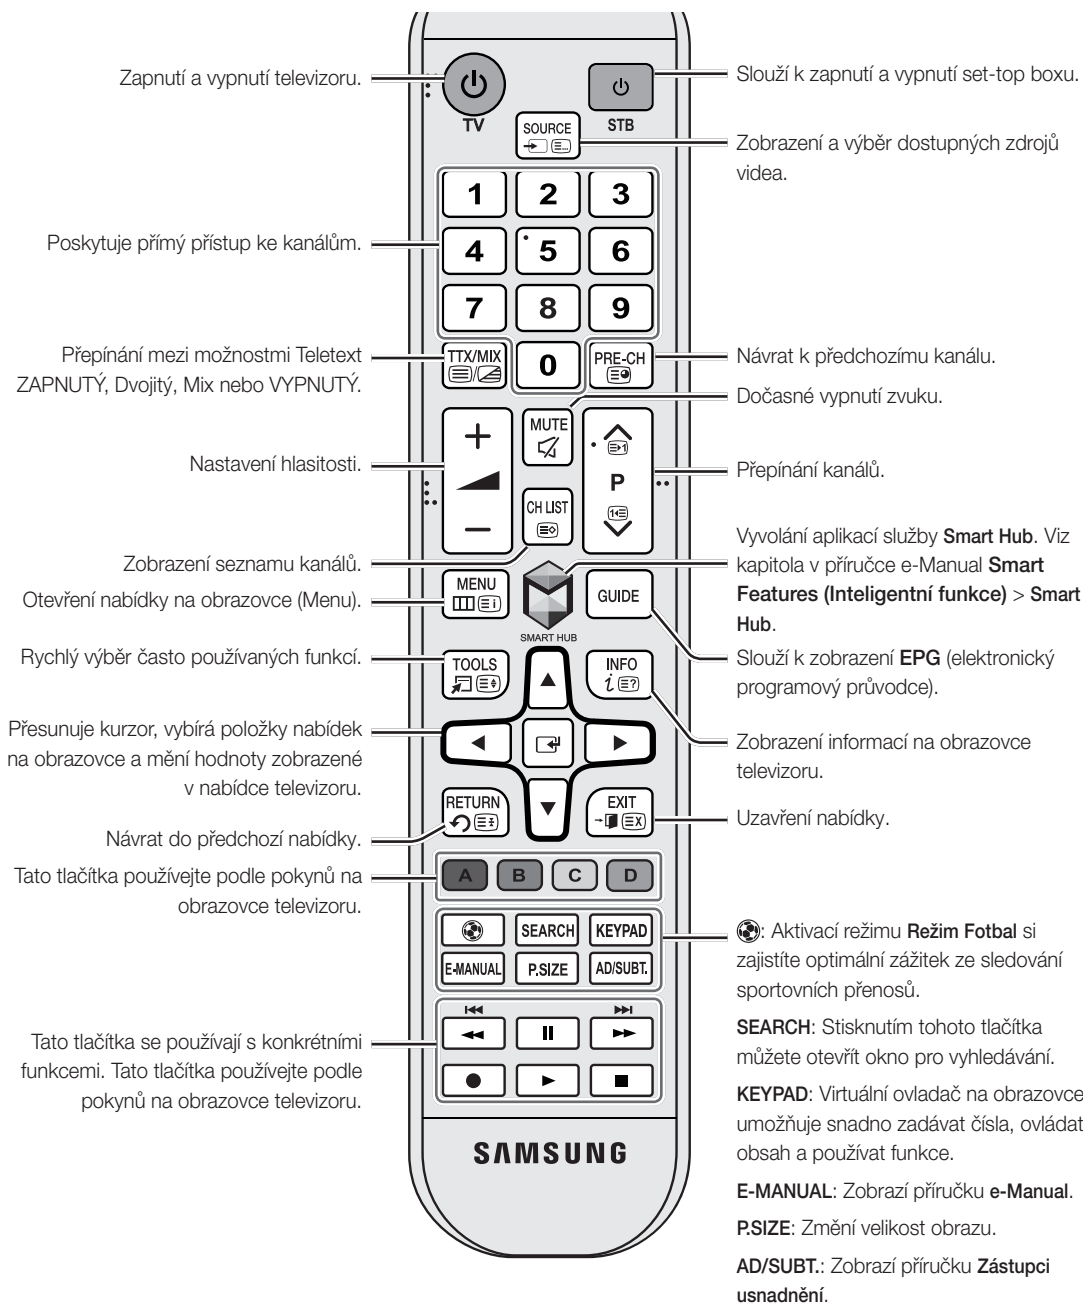 Zapnutí a vypnutí televizoru.
Slouží k zapnutí a vypnutí set-top boxu.
TV
STB
SOURCE
Zobrazení a výběr dostupných zdrojů
videa.
1 2 3
Poskytuje přímý přístup ke kanálům.
4 5 6
7 8 9
Přepínání mezi možnostmi Teletext
ZAPNUTÝ, Dvojitý, Mix nebo VYPNUTÝ.
TTX/MIX
0
PRE-CH
Návrat k předchozímu kanálu.
MUTE
Dočasné vypnutí zvuku.
Nastavení hlasitosti.
+
−
P
Přepínání kanálů.
CH LIST
Zobrazení seznamu kanálů.
Vyvolání aplikací služby Smart Hub. Viz
kapitola v příručce e-Manual Smart
Features (Inteligentní funkce) > Smart
Hub.
MENU
Otevření nabídky na obrazovce (Menu).
SMART HUB
GUIDE
Slouží k zobrazení EPG (elektronický
programový průvodce).
Rychlý výběr často používaných funkcí.
TOOLS
INFO
Zobrazení informací na obrazovce
televizoru.
Přesunuje kurzor, vybírá položky nabídek
na obrazovce a mění hodnoty zobrazené
v nabídce televizoru.
RETURN
EXIT
Uzavření nabídky.
Návrat do předchozí nabídky.
Tato tlačítka používejte podle pokynů na
obrazovce televizoru.
A B C D
SEARCH KEYPAD
E-MANUAL P.SIZE AD/SUBT.
: Aktivací režimu Režim Fotbal si
zajistíte optimální zážitek ze sledování
sportovních přenosů.
SEARCH: Stisknutím tohoto tlačítka
můžete otevřít okno pro vyhledávání.
KEYPAD: Virtuální ovladač na obrazovce
umožňuje snadno zadávat čísla, ovládat
obsah a používat funkce.
E-MANUAL: Zobrazí příručku e-Manual.
P.SIZE: Změní velikost obrazu.
AD/SUBT.: Zobrazí příručku Zástupci
usnadnění.
Tato tlačítka se používají s konkrétními
funkcemi. Tato tlačítka používejte podle
pokynů na obrazovce televizoru.
SAMSUNG